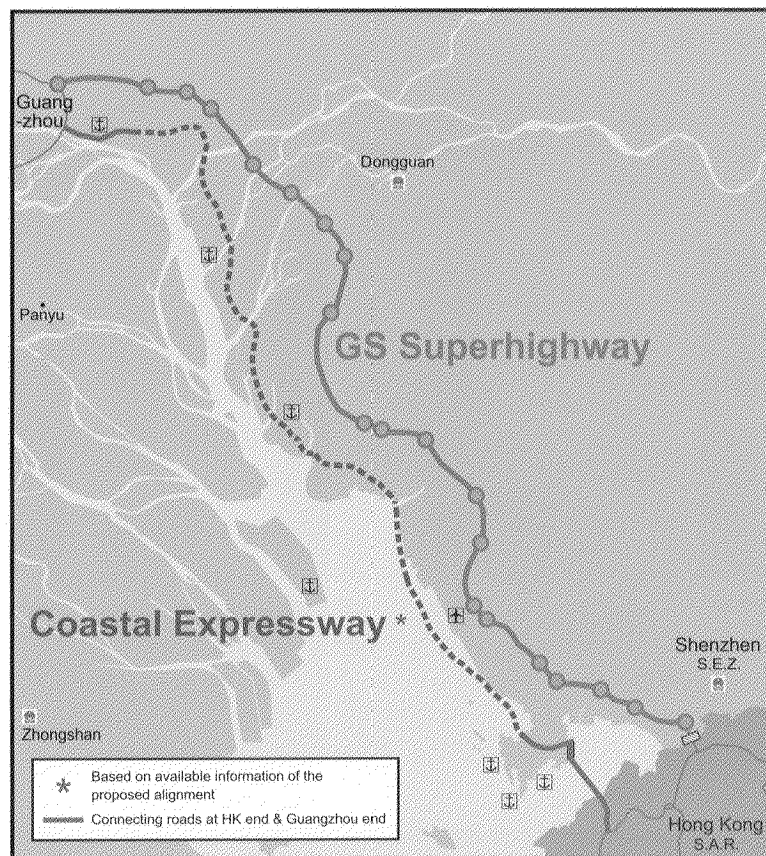 Guang
-zhou
Dongguan
Panyu
GS Superhighway
Coastal Expressway *
Shenzhen
S.E.Z.
Zhongshan
* Based on available information of the
proposed alignment
Connecting roads at HK end & Guangzhou end
Hong Kong
S.A.R.